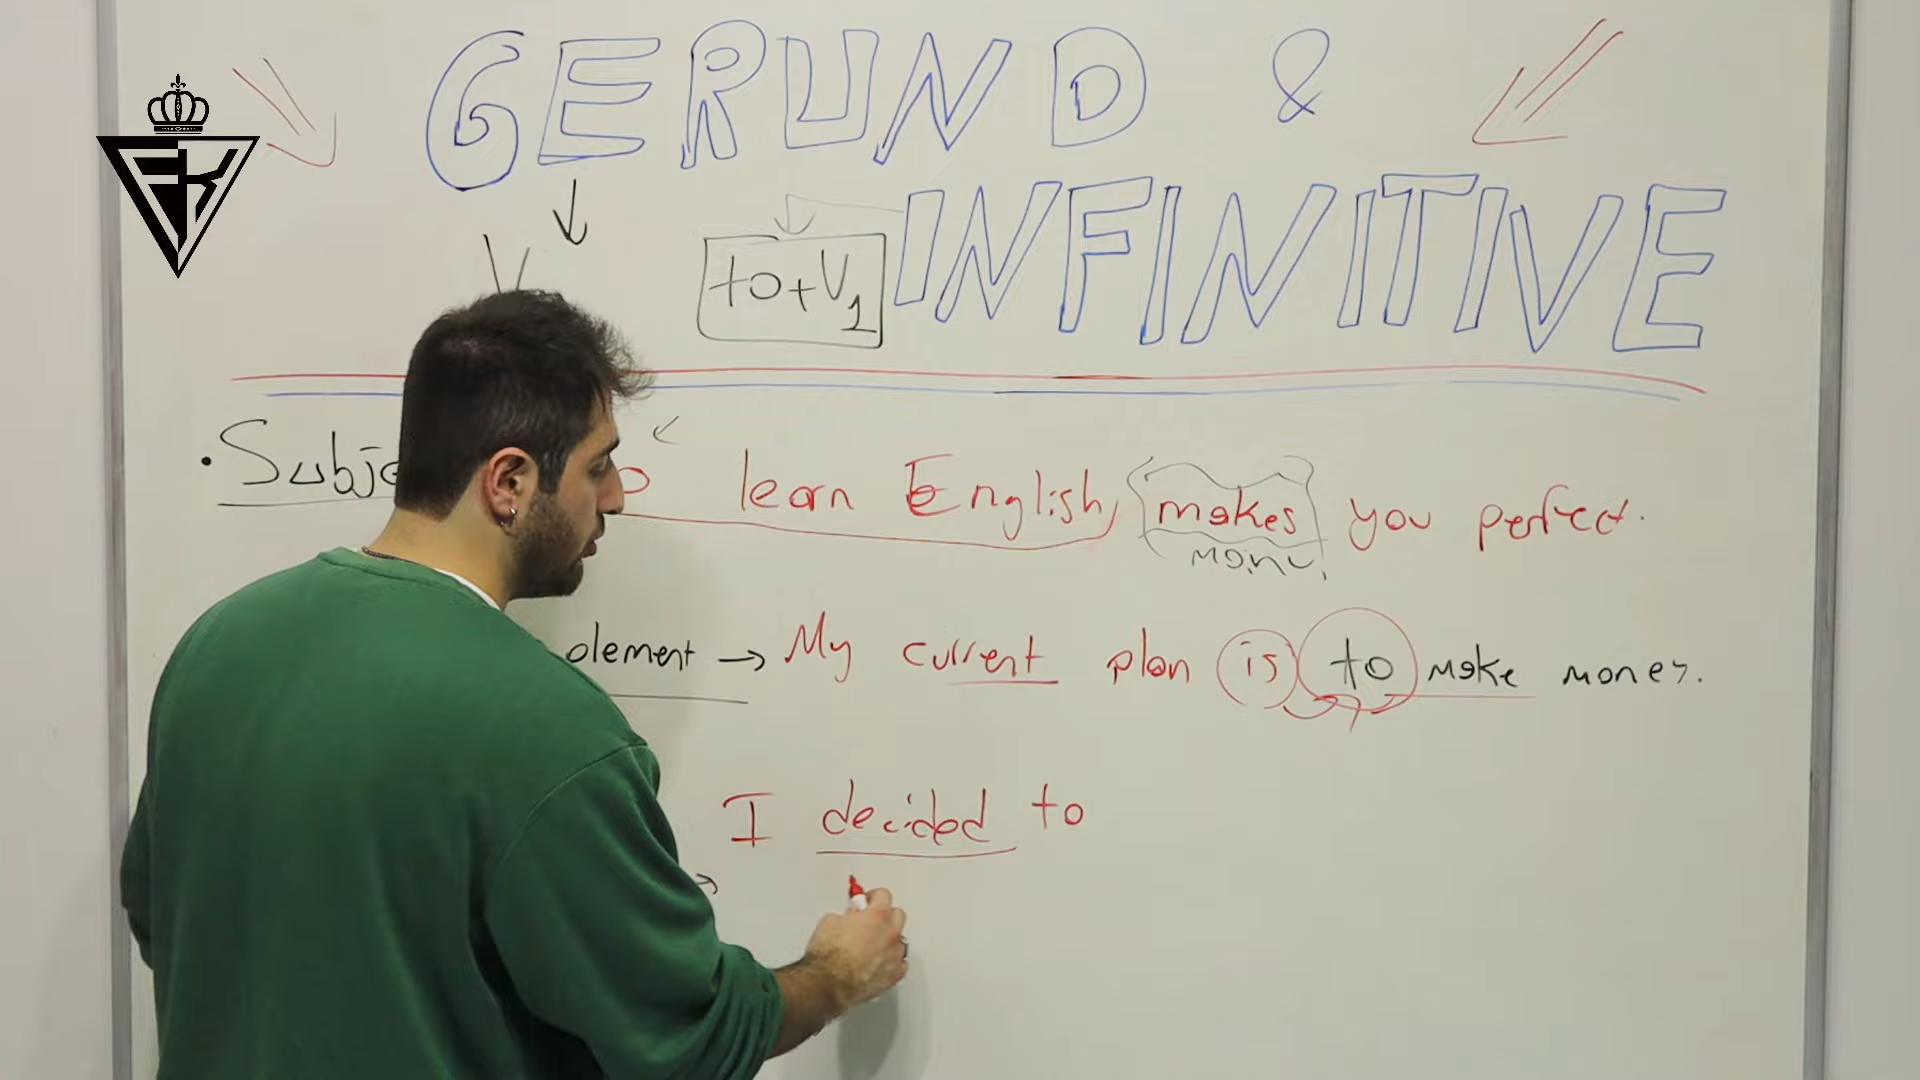 GERUND &
INFINITIVE
to+V1
learn English, makes you perfect.
olement → My current plan is to make money.
I decided to